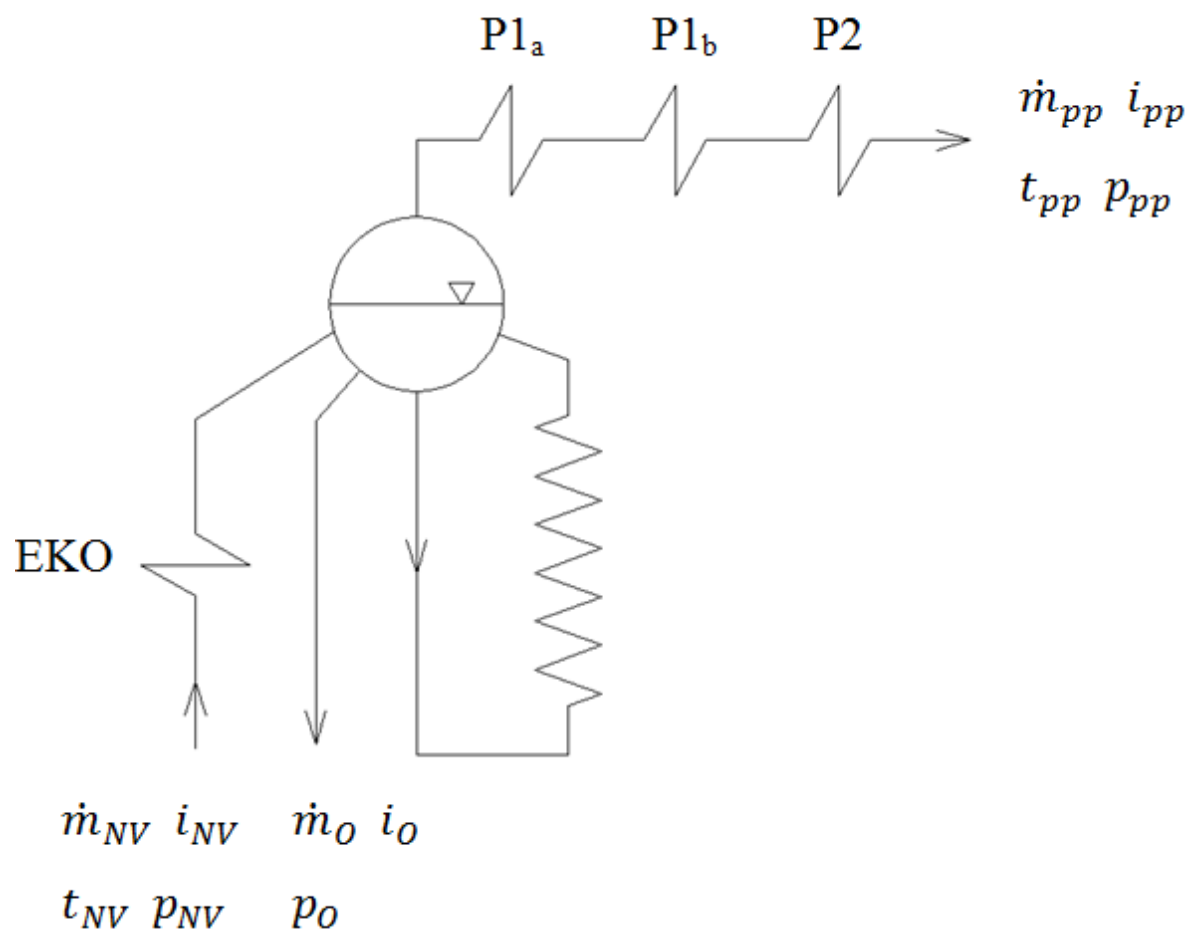 P1a P1b P2
ṁpp ipp
tpp ppp
EKO
ṁNV iNV ṁO iO
tNV pNV pO